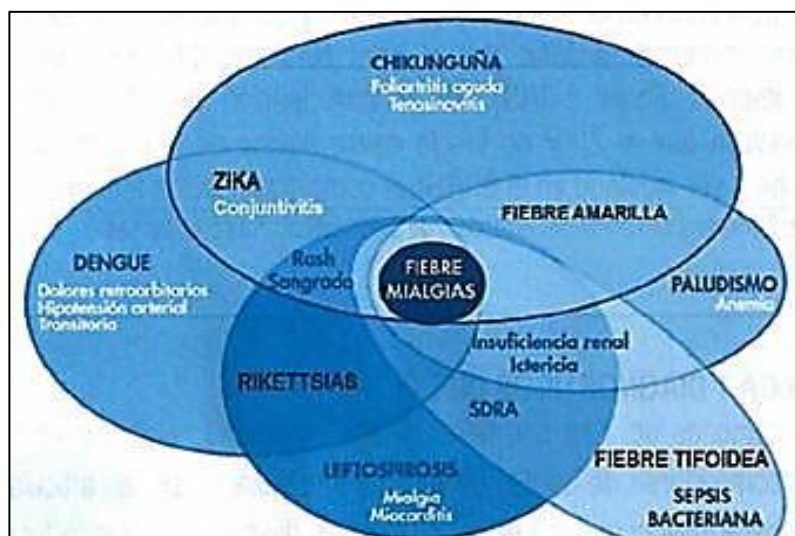 CHIKUNGUÑA
Poliartritis aguda
Tenosinovitis
ZIKA
Conjuntivitis
FIEBRE AMARILLA
DENGUE
Dolores retroorbitarios
Hipotensión arterial
Transitoria
Rash
Sangrado
FIEBRE
MIALGIAS
PALUDISMO
Anemia
Insuficiencia renal
Ictericia
RIKETTSIAS
SDRA
LEPTOSPIROSIS
Mialgia
Miocarditis
FIEBRE TIFOIDEA
SEPSIS
BACTERIANA